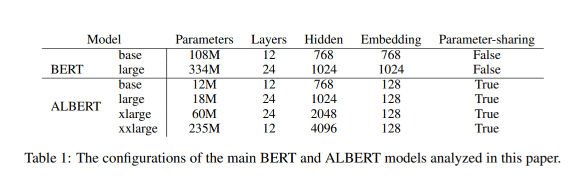 Model Parameters Layers Hidden Embedding Parameter-sharing
base 108M 12 768 768 False
BERT large 334M 24 1024 1024 False
base 12M 12 768 128 True
ALBERT large 18M 24 1024 128 True
xlarge 60M 24 2048 128 True
xxlarge 235M 12 4096 128 True
Table 1: The configurations of the main BERT and ALBERT models analyzed in this paper.